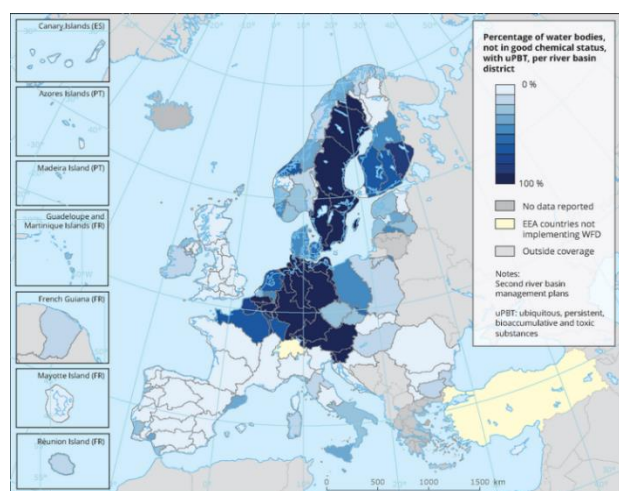 Canary Islands (ES)
Azores Islands (PT)
Madeira Island (PT)
Guadeloupe and
Martinique Islands (FR)
French Guiana (FR)
Mayotte Island (FR)
Réunion Island (FR)
Percentage of water bodies,
not in good chemical status,
with uPBT, per river basin
district
0 %
100 %
No data reported
EEA countries not
implementing WFD
Outside coverage
Notes:
Second river basin
management plans
uPBT: ubiquitous, persistent,
bioaccumulative and toxic
substances
0 500 1000 1500 km